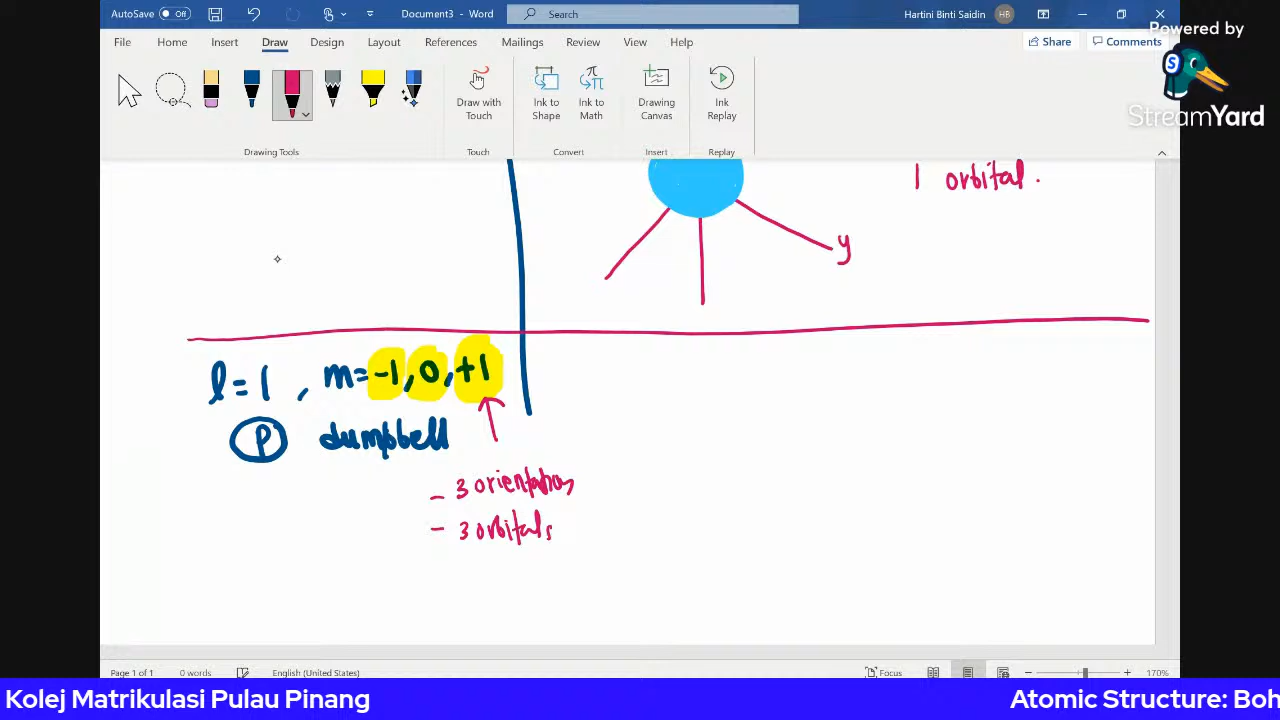 AutoSave Off Document3 - Word Search Hartini Binti Saidin HB
File Home Insert Draw Design Layout References Mailings Review View Help Share Comments
Powered by
StreamYard
Draw with Touch
Ink to Shape
Ink to Math
Drawing Canvas
Ink Replay
Drawing Tools Touch Convert Insert Replay
1 orbital.
y
l = 1 , m = -1, 0, +1
p dumpbell
- 3 orientations
- 3 orbitals
Page 1 of 1 0 words English (United States) Focus 170%
Kolej Matrikulasi Pulau Pinang Atomic Structure: Boh